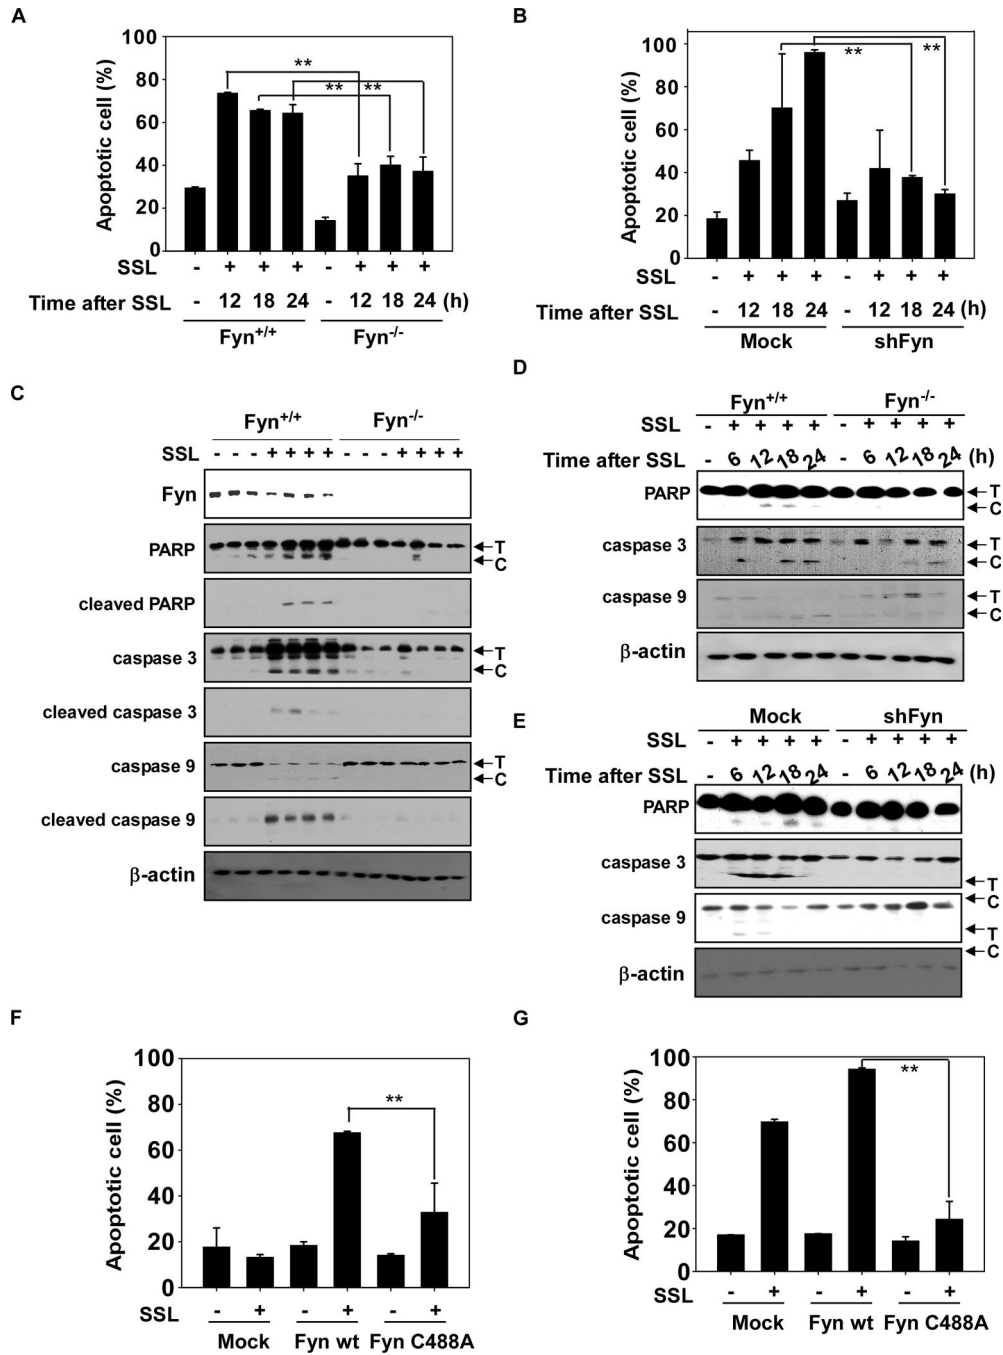 A
100
80
60
40
20
0
Apoptotic cell (%)
** ** **
SSL - + + + - + + +
Time after SSL - 12 18 24 - 12 18 24 (h)
Fyn+/+ Fyn-/-
B
100
80
60
40
20
0
Apoptotic cell (%)
** **
SSL - + + + - + + +
Time after SSL - 12 18 24 - 12 18 24 (h)
Mock shFyn
C
Fyn+/+ Fyn-/-
SSL - - - + + + + - - - + + + +
Fyn
PARP ←T
←C
cleaved PARP
caspase 3 ←T
←C
cleaved caspase 3
caspase 9 ←T
←C
cleaved caspase 9
β-actin
D
Fyn+/+ Fyn-/-
SSL - + + + + - + + + +
Time after SSL - 6 12 18 24 - 6 12 18 24 (h)
PARP ←T
←C
caspase 3 ←T
←C
caspase 9 ←T
←C
β-actin
E
Mock shFyn
SSL - + + + + - + + + +
Time after SSL - 6 12 18 24 - 6 12 18 24 (h)
PARP
caspase 3
←T
←C
caspase 9
←T
←C
β-actin
F
100
80
60
40
20
0
Apoptotic cell (%)
**
SSL - + - + - +
Mock Fyn wt Fyn C488A
G
100
80
60
40
20
0
Apoptotic cell (%)
**
SSL - + - + - +
Mock Fyn wt Fyn C488A